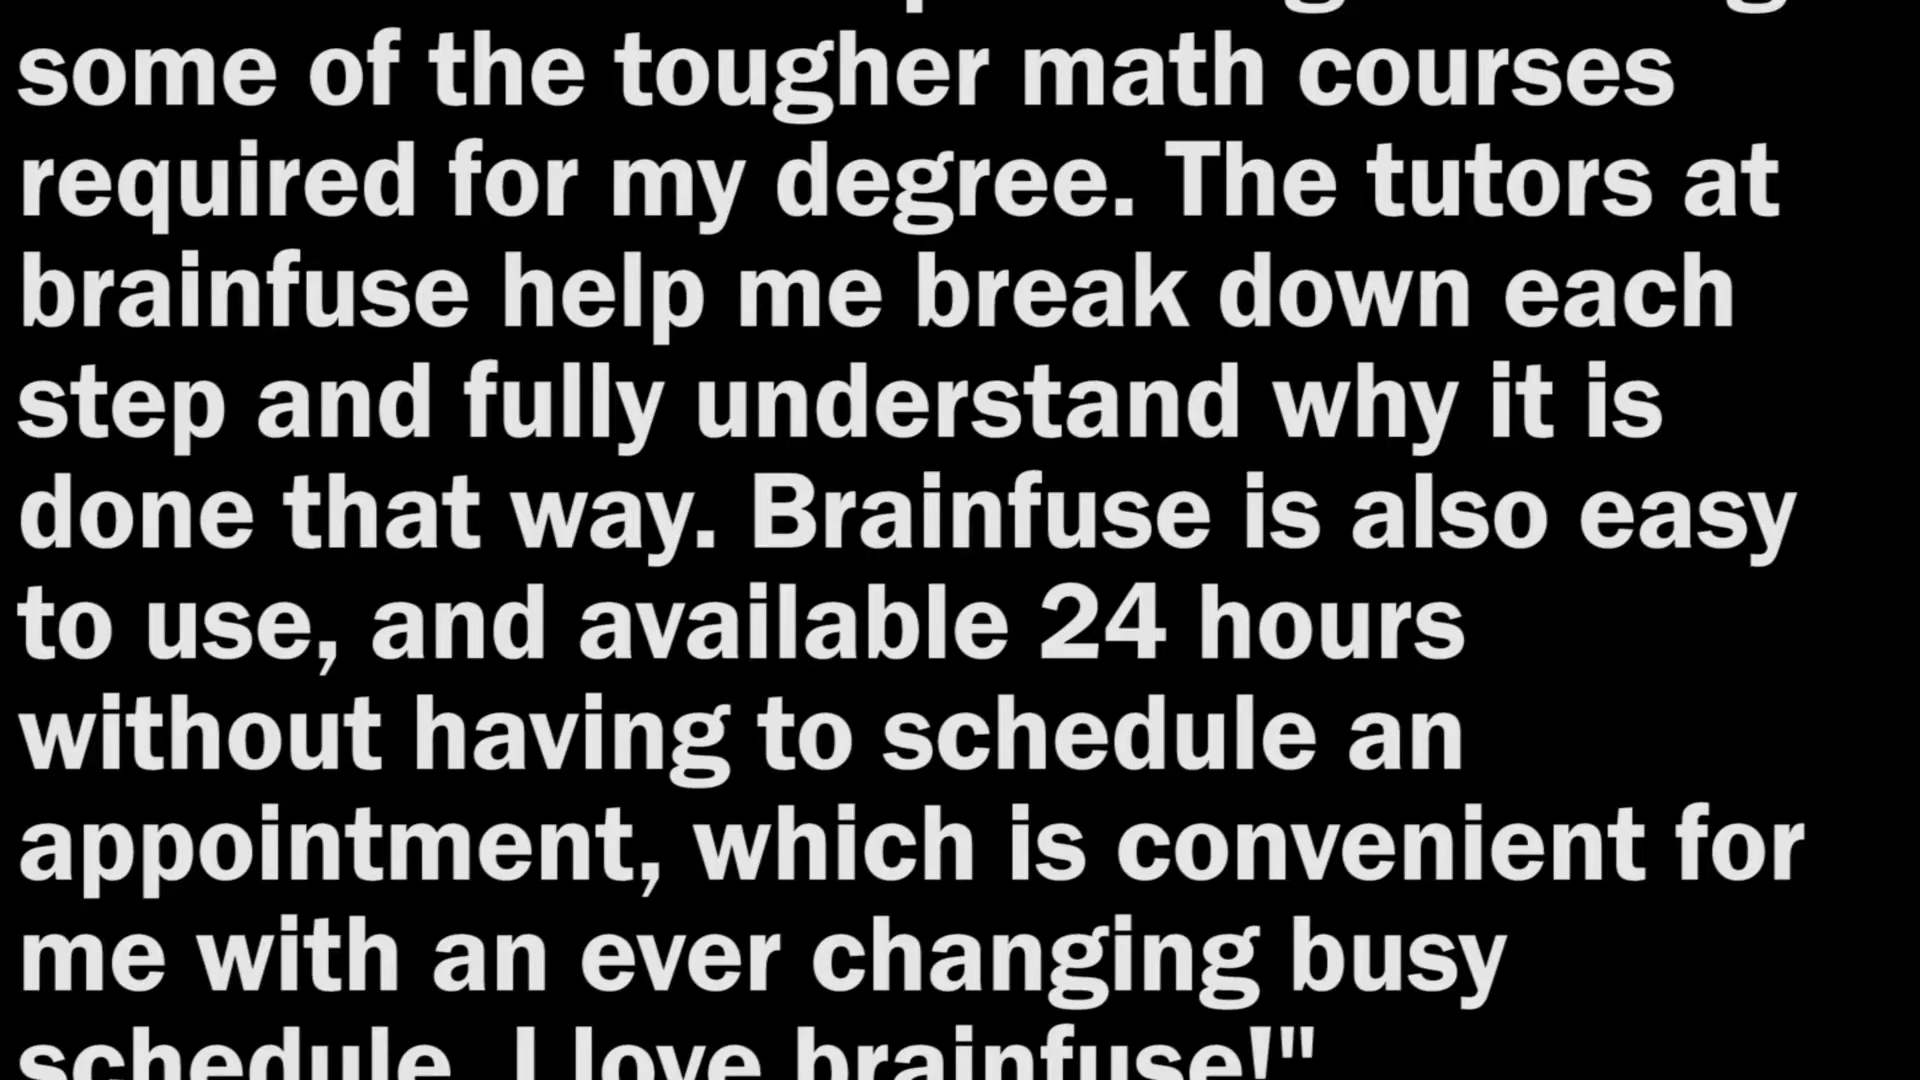 some of the tougher math courses
required for my degree. The tutors at
brainfuse help me break down each
step and fully understand why it is
done that way. Brainfuse is also easy
to use, and available 24 hours
without having to schedule an
appointment, which is convenient for
me with an ever changing busy
schedule. I love brainfuse!"